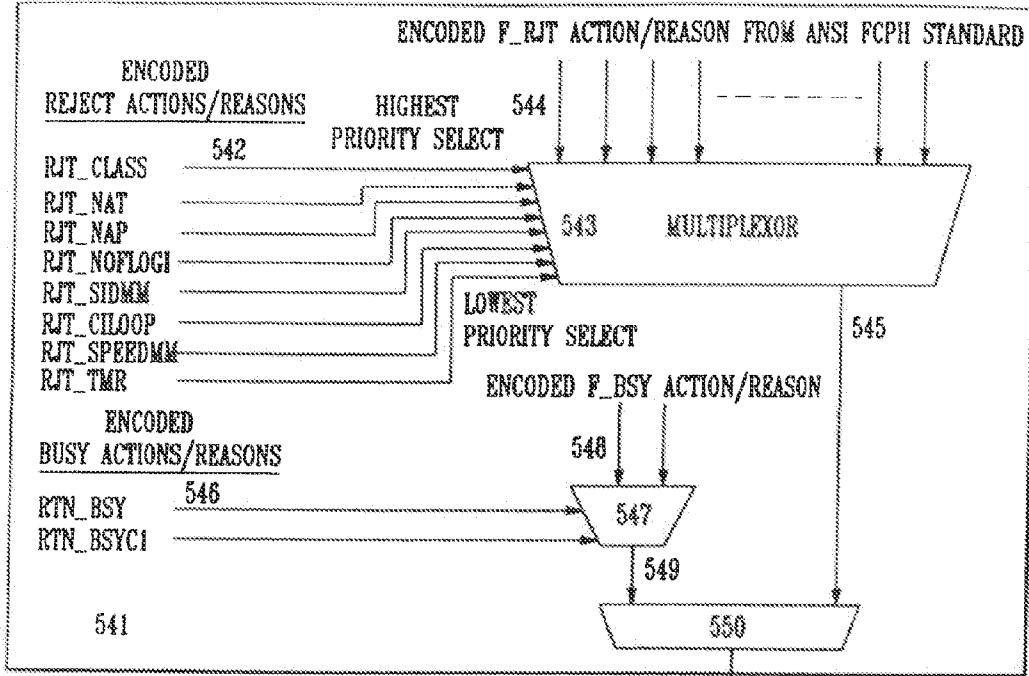 ENCODED F_RJT ACTION/REASON FROM ANSI FCPH STANDARD
ENCODED
REJECT ACTIONS/REASONS
HIGHEST
PRIORITY SELECT
544
542
RJT_CLASS
RJT_NAT
RJT_NAP
RJT_NOFLOGI
RJT_SIDMM
RJT_CILOOP
RJT_SPEEDMM
RJT_TMR
543
MULTIPLEXOR
LOWEST
PRIORITY SELECT
545
ENCODED F_BSY ACTION/REASON
ENCODED
BUSY ACTIONS/REASONS
548
546
RTN_BSY
RTN_BSYC1
547
549
541
550